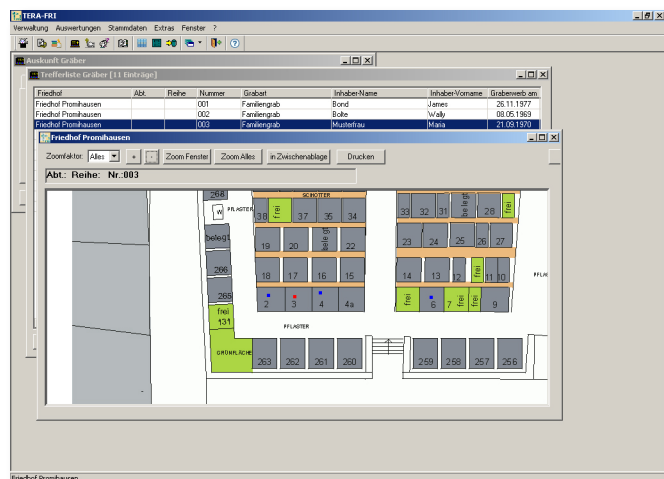 TERA-FRI
Verwaltung Auswertungen Stammdaten Extras Fenster ?
Auskunft Gräber
Trefferliste Gräber [11 Einträge]
Friedhof Abt. Reihe Nummer Grabart Inhaber-Name Inhaber-Vorname Graberwerb am
Friedhof Promihausen 001 Familiengrab Bond James 26.11.1977
Friedhof Promihausen 002 Familiengrab Bolte Wally 08.05.1969
Friedhof Promihausen 003 Familiengrab Musterfrau Maria 21.09.1970
Friedhof Promihausen
Zoomfaktor: Alles + - Zoom Fenster Zoom Alles in Zwischenablage Drucken
Abt.: Reihe: Nr.:003
268 SCHOTTER
W PFLASTER 38 frei 37 35 34 33 32 31 belegt 28 frei
belegt 19 20 belegt 22 23 24 25 26 27
266 18 17 16 15 14 13 12 frei 11 10 PFLAS
265 2 3 4 4a frei 6 7 frei frei 9
frei
131 PFLASTER
GRÜNFLÄCHE 263 262 261 260 259 258 257 256
Friedhof Promihausen